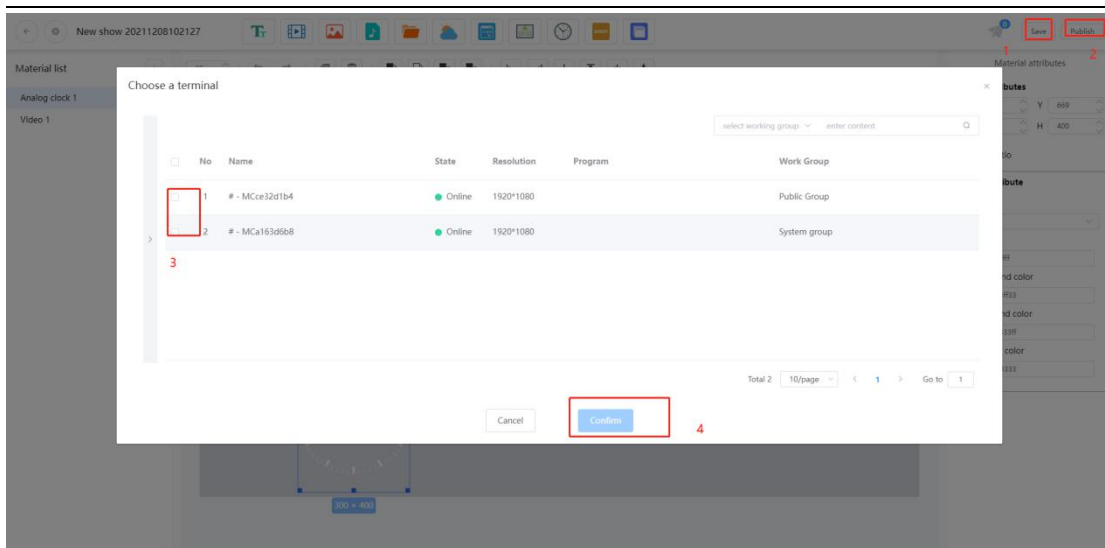 New show 20211208102127
Save
Publish
1
2
Material list
Material attributes
Analog clock 1
Video 1
Choose a terminal
butes
Y 669
H 400
select working group
enter content
No Name State Resolution Program Work Group
1 # - MCce32d1b4 Online 1920*1080 Public Group
2 # - MCa163d6b8 Online 1920*1080 System group
3
ibute
nd color
nd color
color
Total 2 10/page 1 Go to 1
Cancel
Confirm
4
300 × 400